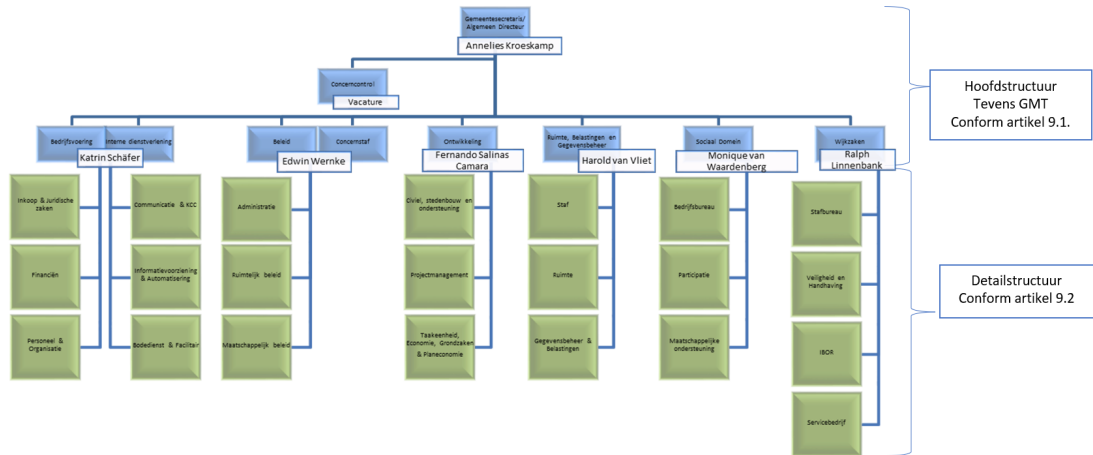 Gemeentesecretaris/
Algemeen Directeur
Annelies Kroeskamp
Concerncontrol
Vacature
Hoofdstructuur
Tevens GMT
Conform artikel 9.1.
Bedrijfsvoering
Interne dienstverlening
Katrin Schäfer
Beleid
Concernstaf
Edwin Wernke
Ontwikkeling
Fernando Salinas
Camara
Ruimte, Belastingen en
Gegevensbeheer
Harold van Vliet
Sociaal Domein
Monique van
Waardenberg
Wijkzaken
Ralph
Linnenbank
Inkoop & Juridische
zaken
Communicatie & KCC
Administratie
Civiel, stedenbouw en
ondersteuning
Staf
Bedrijfsbureau
Stafbureau
Financiën
Informatievoorziening
& Automatisering
Ruimtelijk beleid
Projectmanagement
Ruimte
Participatie
Veiligheid en
Handhaving
Personeel &
Organisatie
Bodedienst & Facilitair
Maatschappelijk beleid
Taakeenheid,
Economie, Grondzaken
& Planeconomie
Gegevensbeheer &
Belastingen
Maatschappelijke
ondersteuning
IBOR
Servicebedrijf
Detailstructuur
Conform artikel 9.2